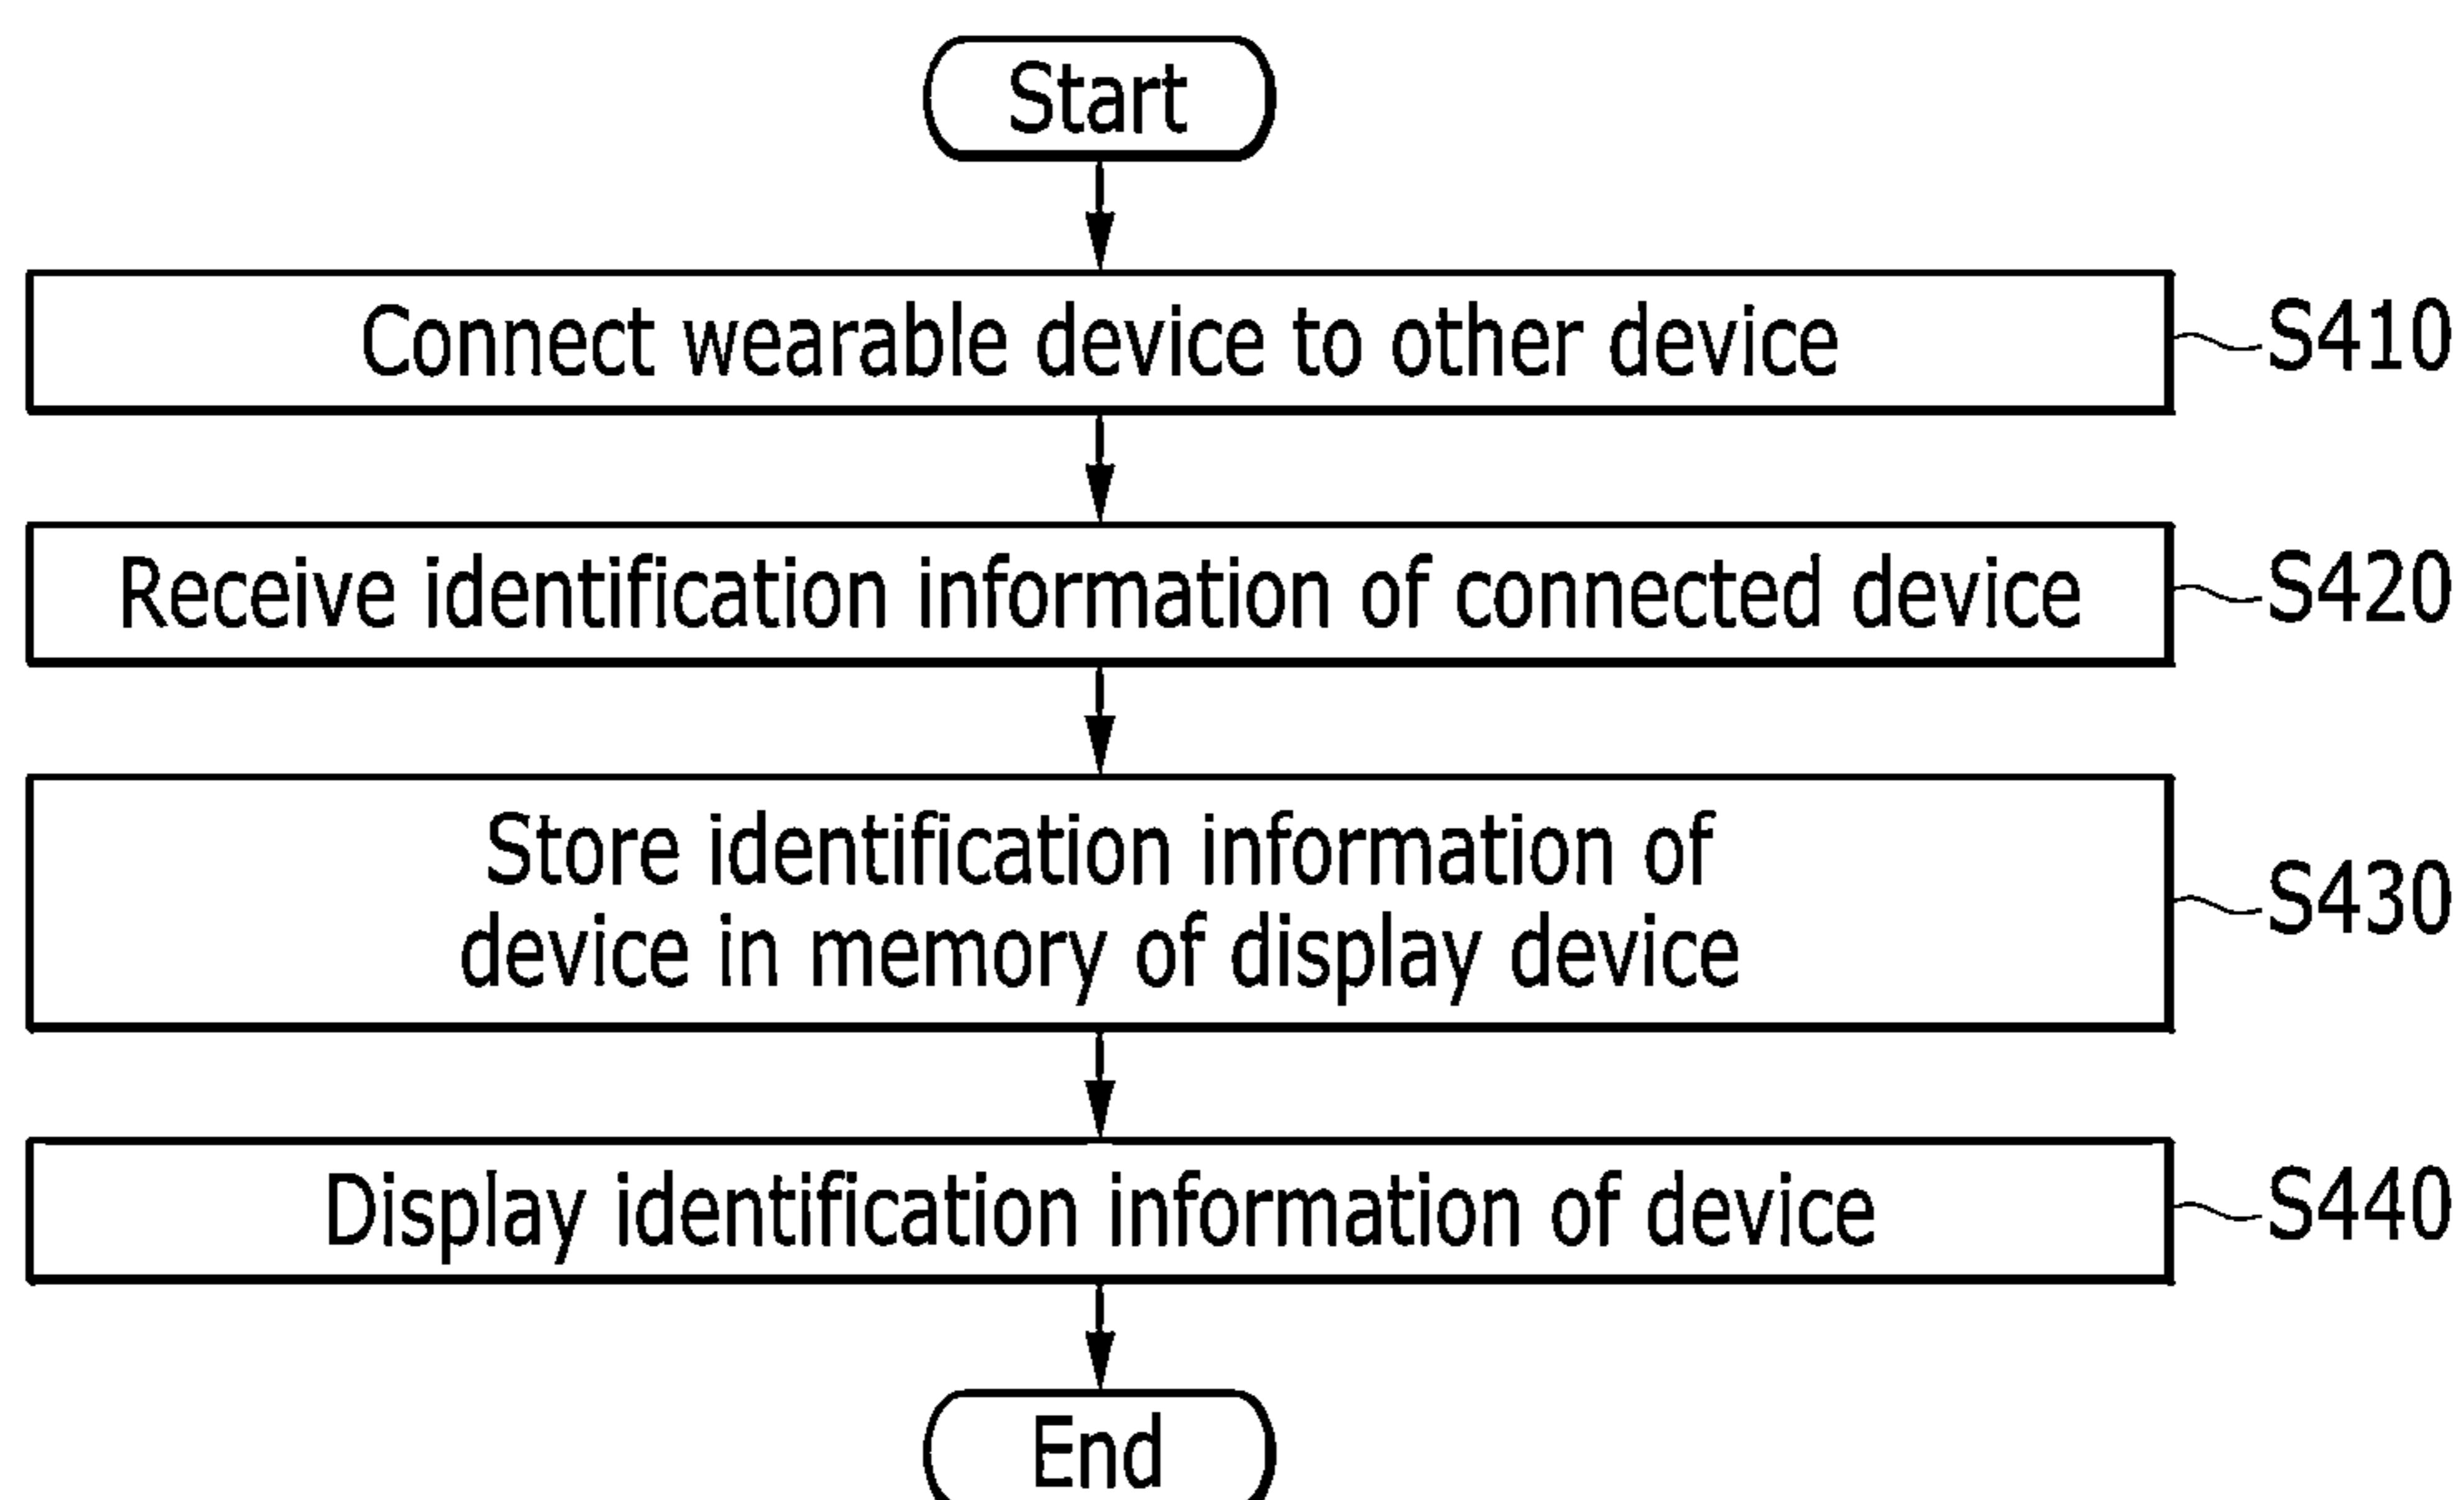 Start
Connect wearable device to other device
S410
Receive identification information of connected device
S420
Store identification information of
device in memory of display device
S430
Display identification information of device
S440
End